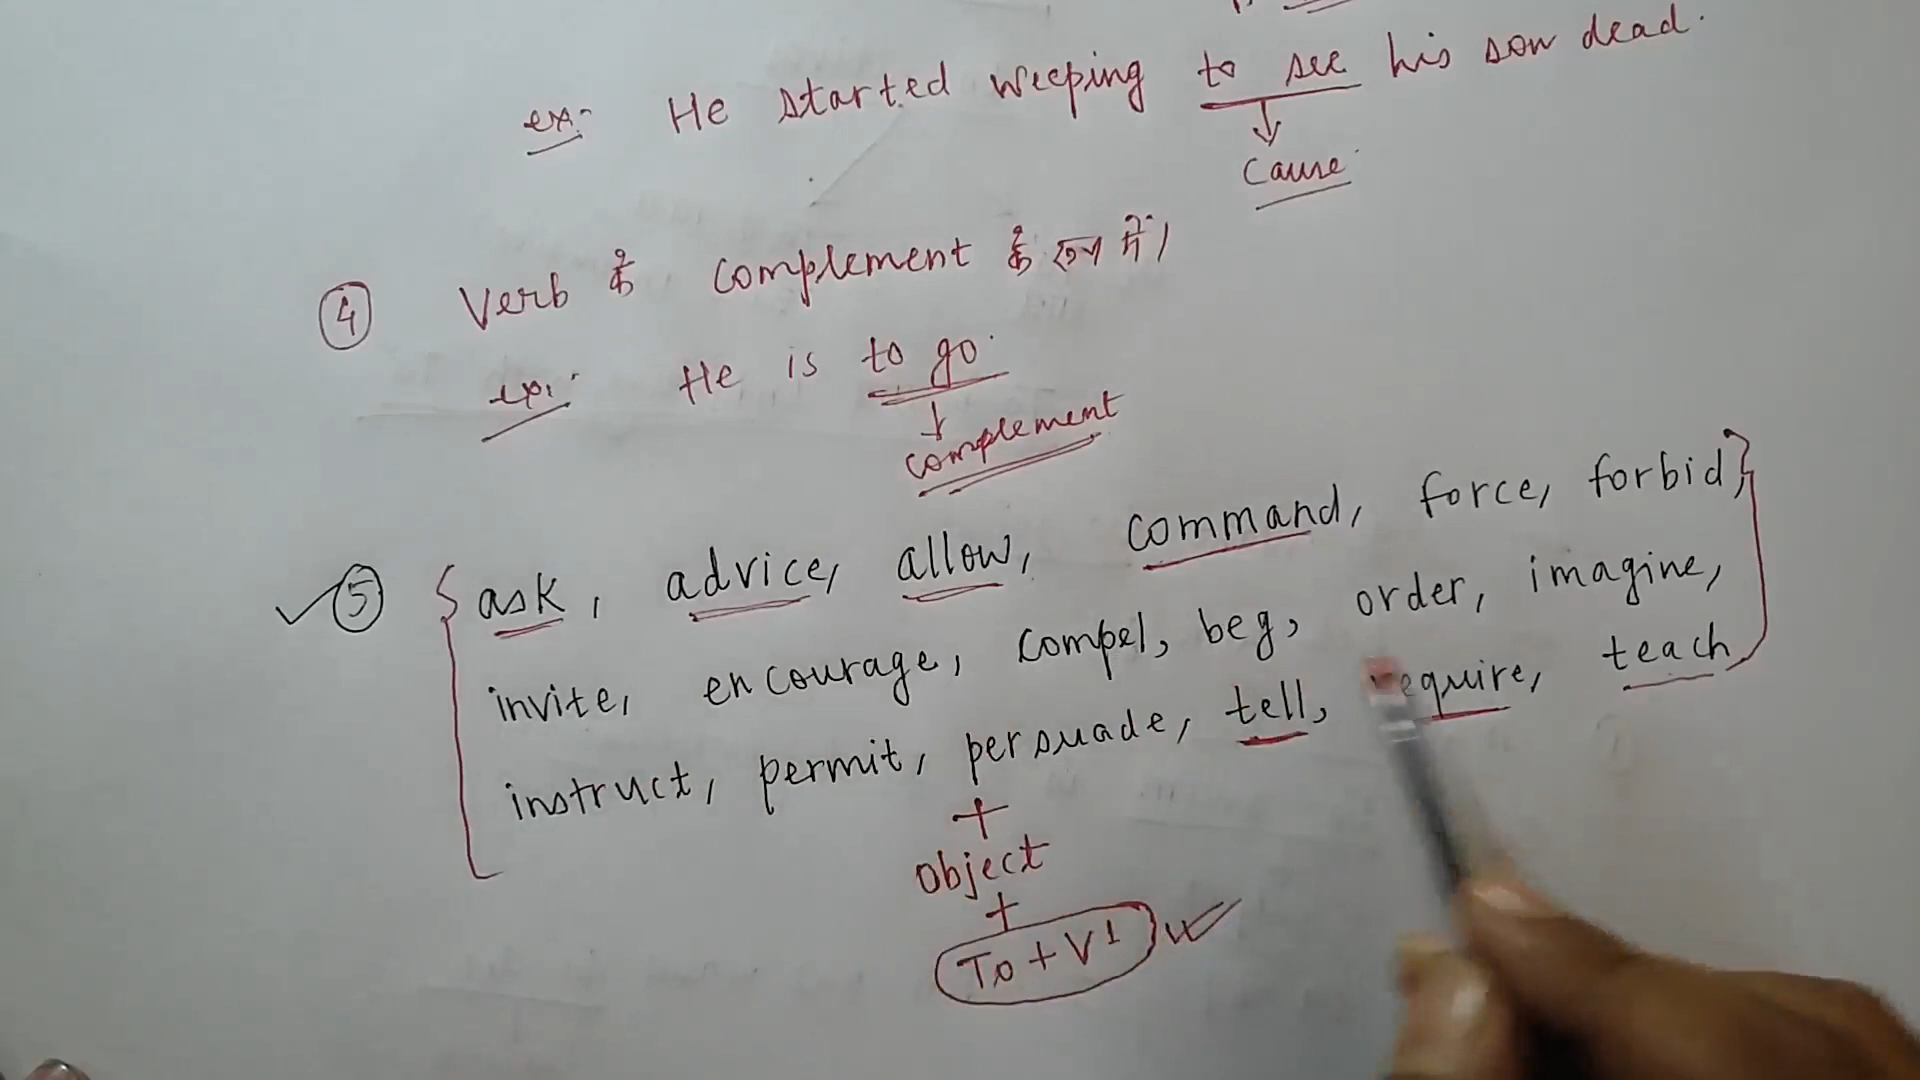 ex:- He started weeping to see his son dead.
↓
Cause
④ Verb के complement के रूप में।
ex:- He is to go.
↓
complement
⑤ { ask, advice, allow, command, force, forbid, }
invite, encourage, compel, beg, order, imagine,
instruct, permit, persuade, tell, require, teach
+
object
+
To + V¹